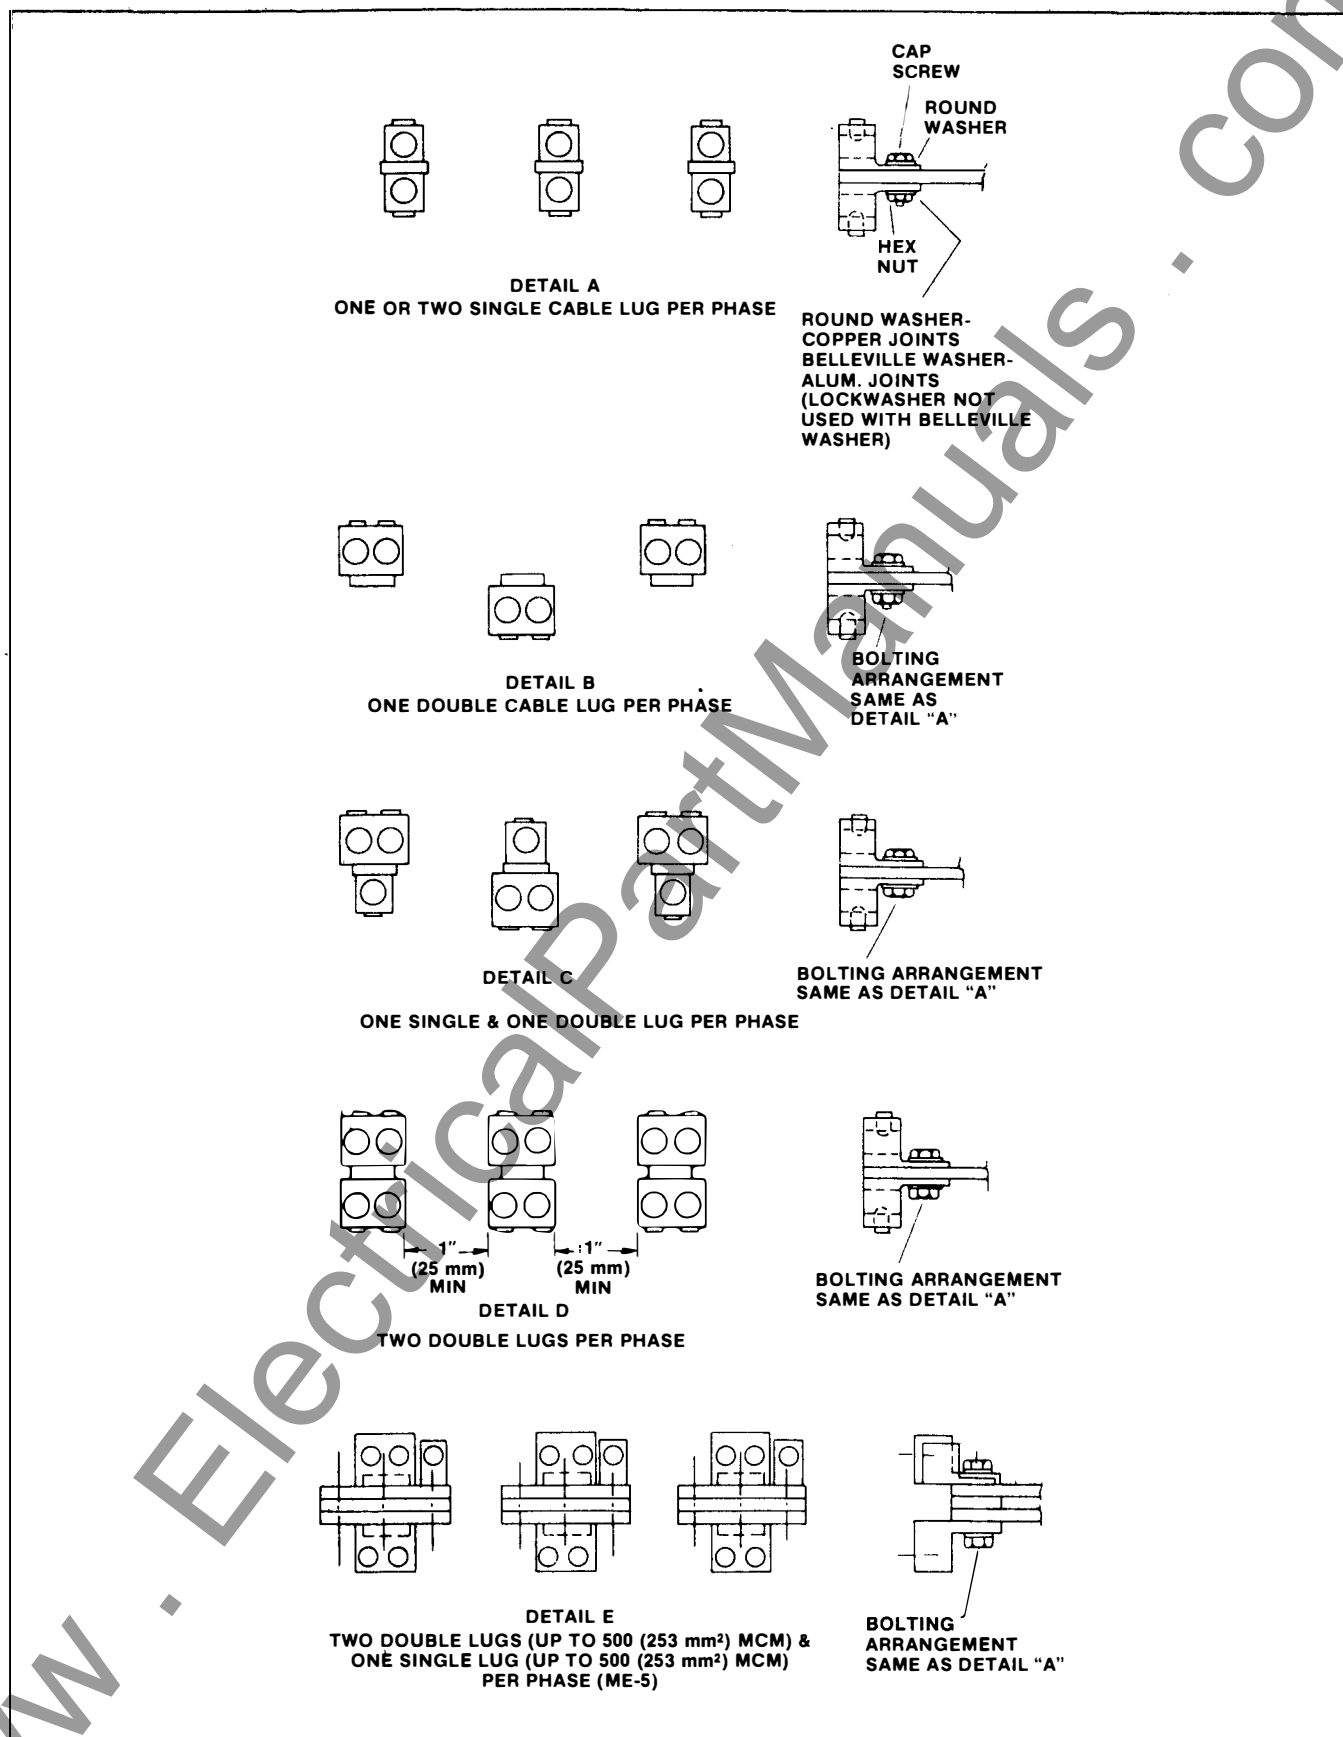 CAP
SCREW
ROUND
WASHER
HEX
NUT
DETAIL A
ONE OR TWO SINGLE CABLE LUG PER PHASE
ROUND WASHER-
COPPER JOINTS
BELLEVILLE WASHER-
ALUM. JOINTS
(LOCKWASHER NOT
USED WITH BELLEVILLE
WASHER)
DETAIL B
ONE DOUBLE CABLE LUG PER PHASE
BOLTING
ARRANGEMENT
SAME AS
DETAIL “A”
DETAIL C
ONE SINGLE & ONE DOUBLE LUG PER PHASE
BOLTING ARRANGEMENT
SAME AS DETAIL “A”
1” 1”
(25 mm) (25 mm)
MIN MIN
DETAIL D
TWO DOUBLE LUGS PER PHASE
BOLTING ARRANGEMENT
SAME AS DETAIL “A”
DETAIL E
TWO DOUBLE LUGS (UP TO 500 (253 mm²) MCM) &
ONE SINGLE LUG (UP TO 500 (253 mm²) MCM)
PER PHASE (ME-5)
BOLTING
ARRANGEMENT
SAME AS DETAIL “A”
w . ElectricalPartManuals . com